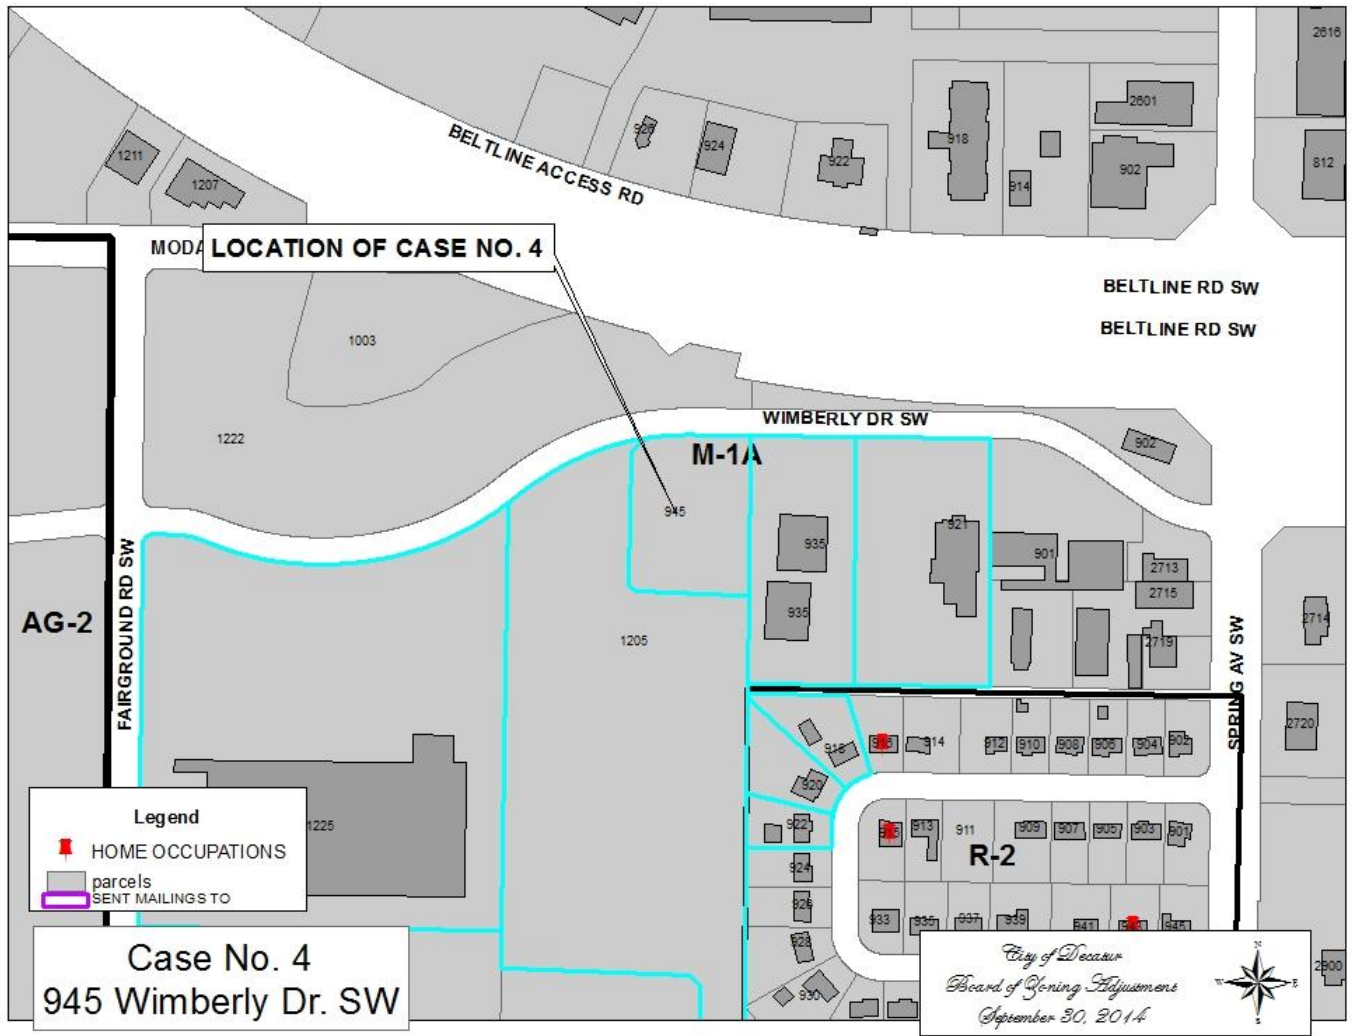 2616
2601
926
924
918
922
902
812
914
1211
1207
BELTLINE ACCESS RD
MODA
LOCATION OF CASE NO. 4
BELTLINE RD SW
BELTLINE RD SW
1003
WIMBERLY DR SW
1222
902
M-1A
945
921
935
901
2713
2715
935
2714
AG-2
FAIRGROUND RD SW
1205
2719
SPRING AV SW
2720
916
914
912
910
908
906
904
902
918
920
922
915
913
911
909
907
905
903
901
R-2
1225
924
926
933
935
937
939
941
943
945
928
930
2900
Legend
HOME OCCUPATIONS
parcels
SENT MAILINGS TO
Case No. 4
945 Wimberly Dr. SW
City of Decatur
Board of Zoning Adjustment
September 30, 2014
N
W
E
S